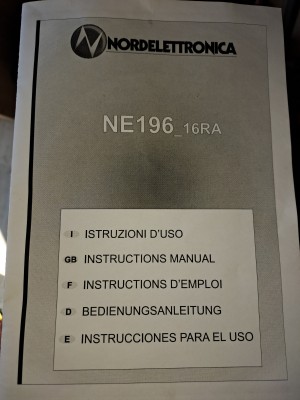 NORDELETTRONICA
NE196_16RA
I ISTRUZIONI D'USO
GB INSTRUCTIONS MANUAL
F INSTRUCTIONS D'EMPLOI
D BEDIENUNGSANLEITUNG
E INSTRUCCIONES PARA EL USO